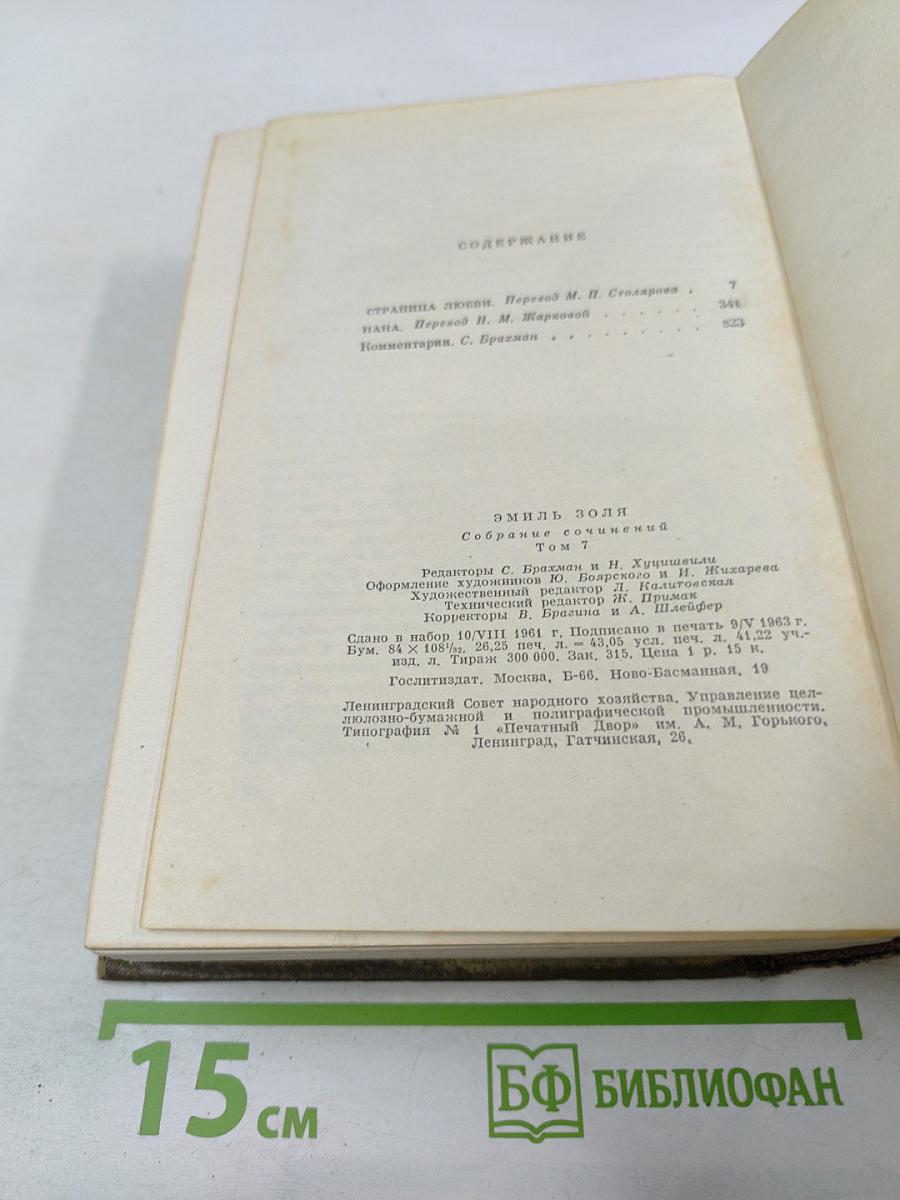 СОДЕРЖАНИЕ
СТРАНИЦА ЛЮБВИ. Перевод М. П. Столярова . 7
НАНА. Перевод Н. М. Жарковой . . . . . . 341
Комментарии. С. Брахман . . . . . . . . . 823
ЭМИЛЬ ЗОЛЯ
Собрание сочинений
Том 7
Редакторы С. Брахман и Н. Хуцишвили
Оформление художников Ю. Боярского и И. Жихарева
Художественный редактор Л. Калитовская
Технический редактор Ж. Примак
Корректоры В. Брагина и А. Шлейфер
Сдано в набор 10/VIII 1961 г. Подписано в печать 9/V 1963 г.
Бум. 84 × 108¹/₃₂. 26,25 печ. л. = 43,05 усл. печ. л. 41,22 уч.-
изд. л. Тираж 300 000. Зак. 315. Цена 1 р. 15 к.
Гослитиздат. Москва, Б-66. Ново-Басманная, 19
Ленинградский Совет народного хозяйства. Управление цел-
люлозно-бумажной и полиграфической промышленности.
Типография № 1 «Печатный Двор» им. А. М. Горького.
Ленинград, Гатчинская, 26.
15 см
БФ БИБЛИОФАН